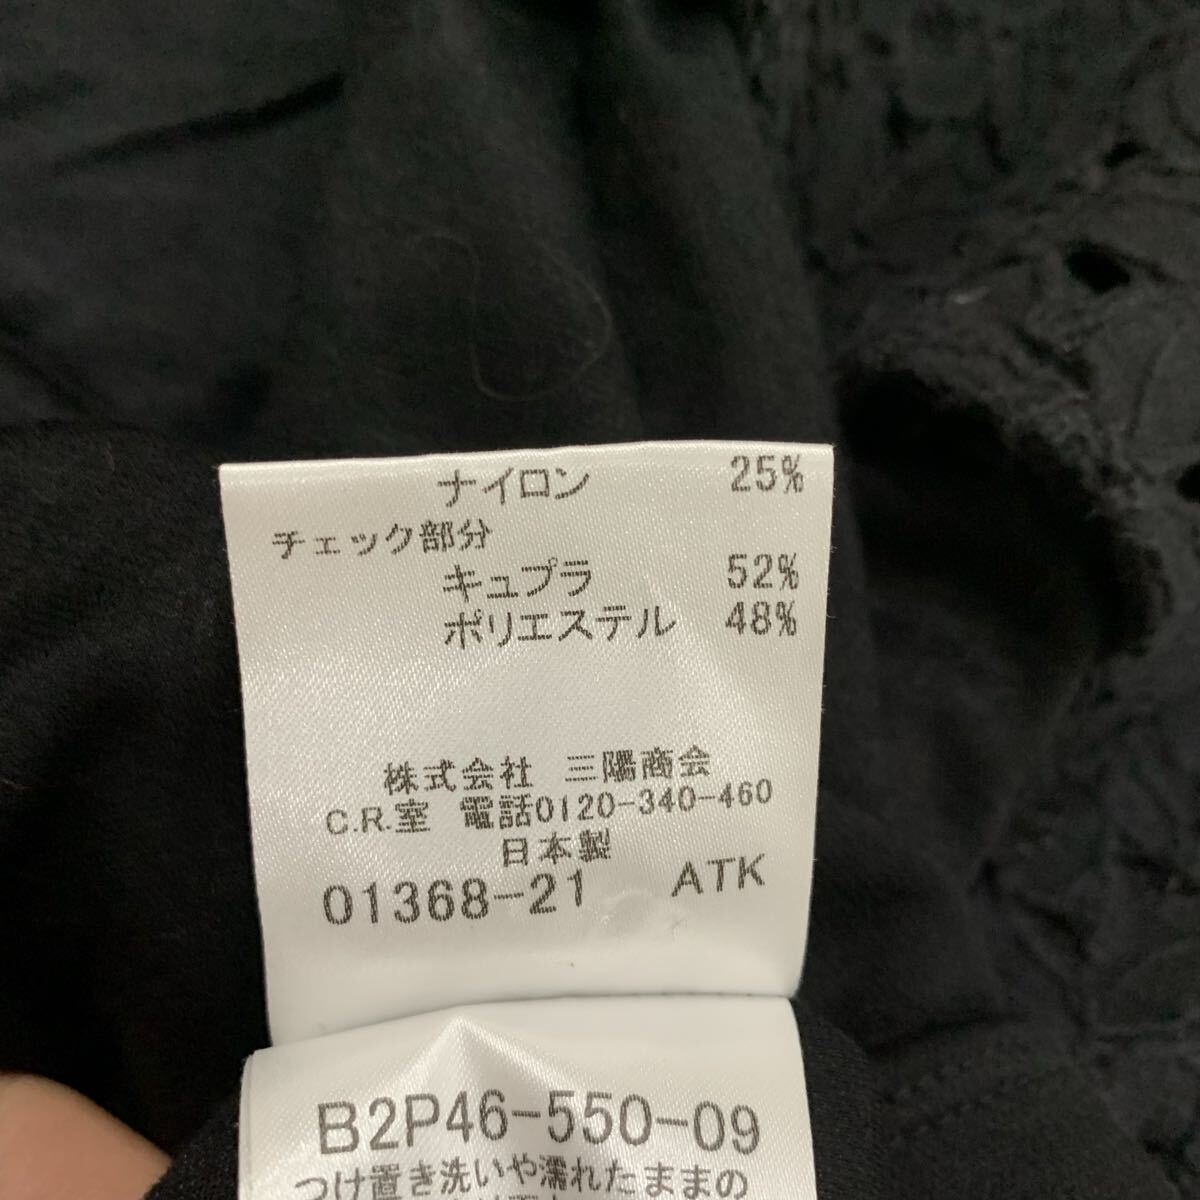 ナイロン 25%
チェック部分
キュプラ 52%
ポリエステル 48%
株式会社 三陽商会
C.R.室 電話0120-340-460
日本製
01368-21 ATK
B2P46-550-09
つけ置き洗いや濡れたままの